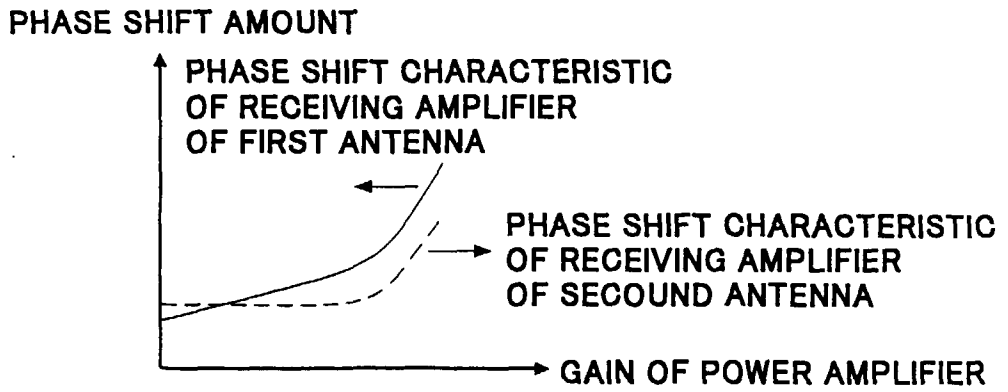 PHASE SHIFT AMOUNT
PHASE SHIFT CHARACTERISTIC
OF RECEIVING AMPLIFIER
OF FIRST ANTENNA
PHASE SHIFT CHARACTERISTIC
OF RECEIVING AMPLIFIER
OF SECOUND ANTENNA
GAIN OF POWER AMPLIFIER